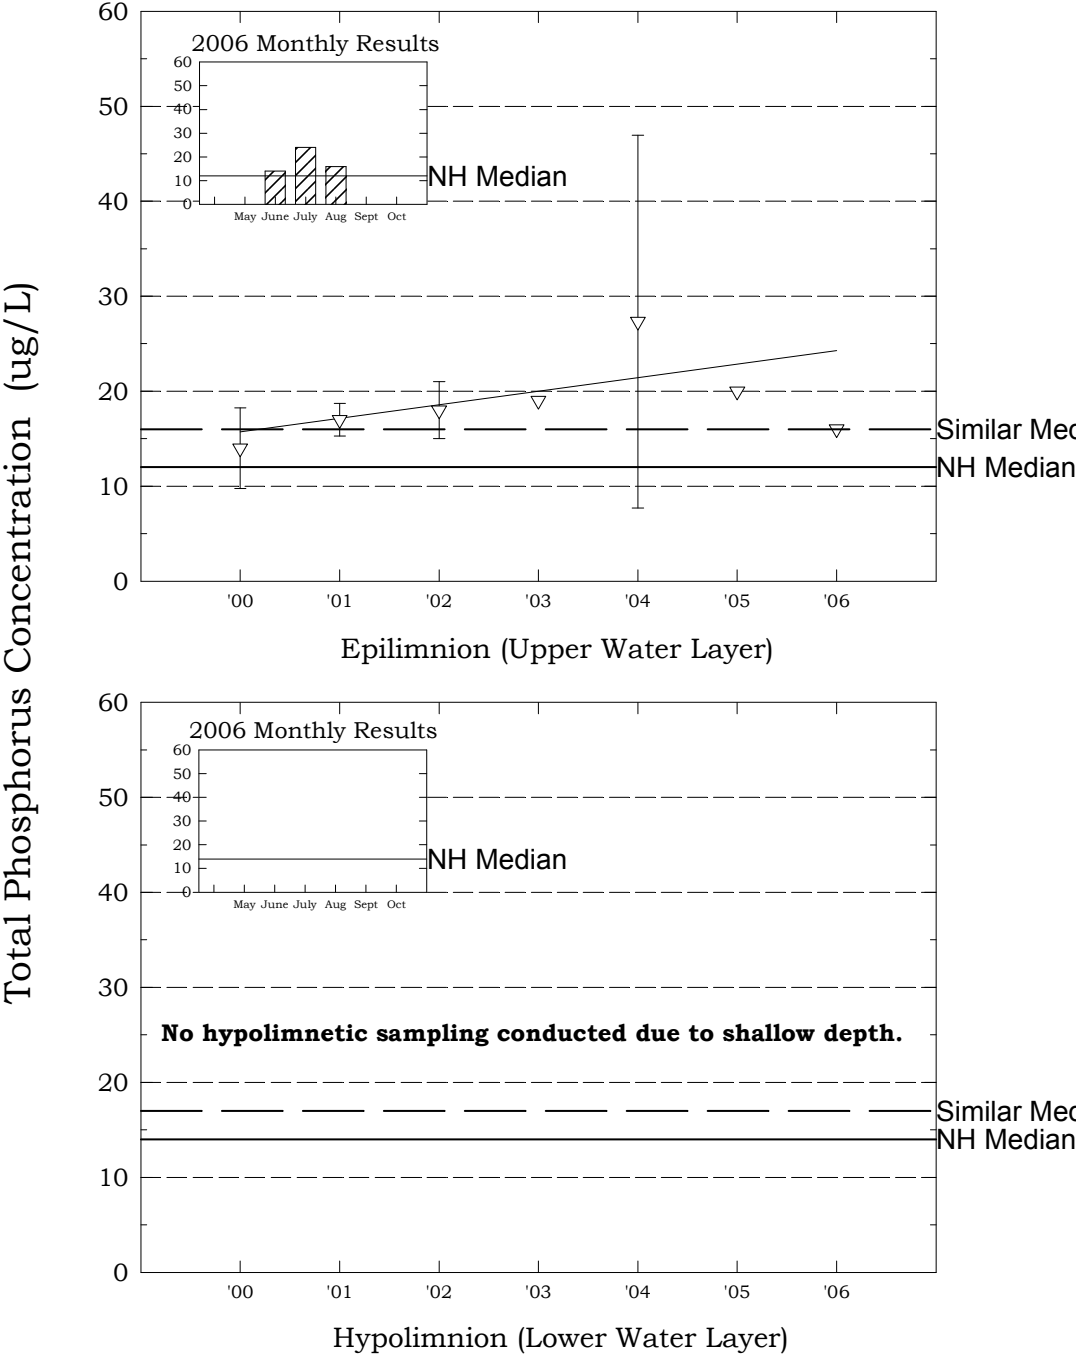 Total Phosphorus Concentration (ug/L)
60
50
40
30
20
10
0
2006 Monthly Results
60
50
40
30
20
10
0
May June July Aug Sept Oct
NH Median
Similar Med
NH Median
'00 '01 '02 '03 '04 '05 '06
Epilimnion (Upper Water Layer)
60
50
40
30
20
10
0
2006 Monthly Results
60
50
40
30
20
10
0
May June July Aug Sept Oct
NH Median
No hypolimnetic sampling conducted due to shallow depth.
Similar Med
NH Median
'00 '01 '02 '03 '04 '05 '06
Hypolimnion (Lower Water Layer)